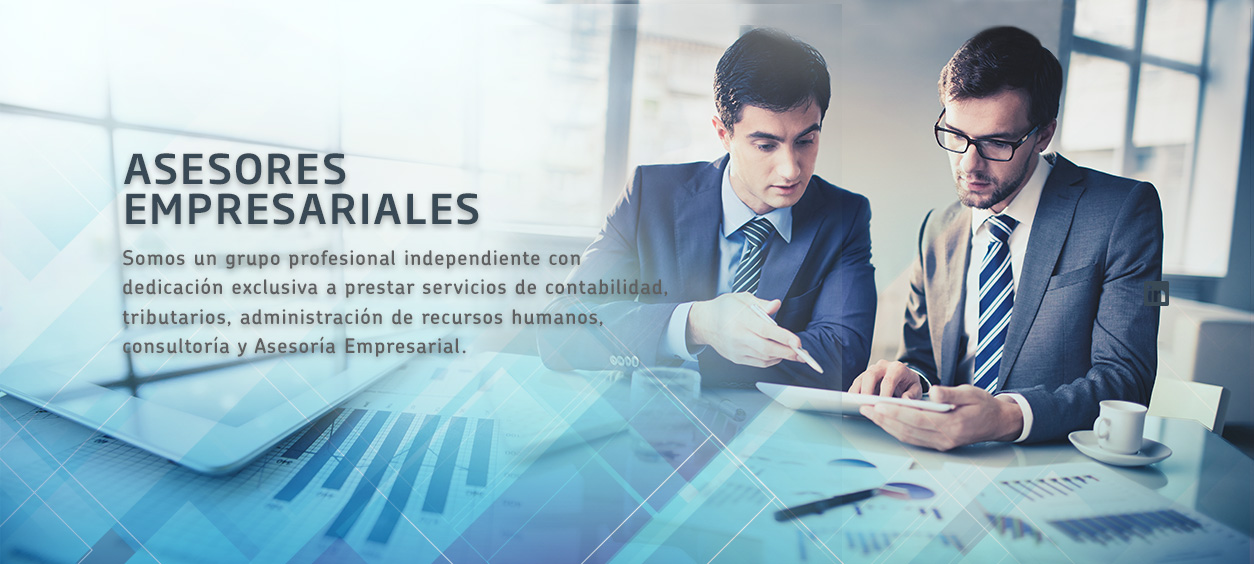 ASESORES
EMPRESARIALES
Somos un grupo profesional independiente con
dedicación exclusiva a prestar servicios de contabilidad,
tributarios, administración de recursos humanos,
consultoría y Asesoría Empresarial.
in